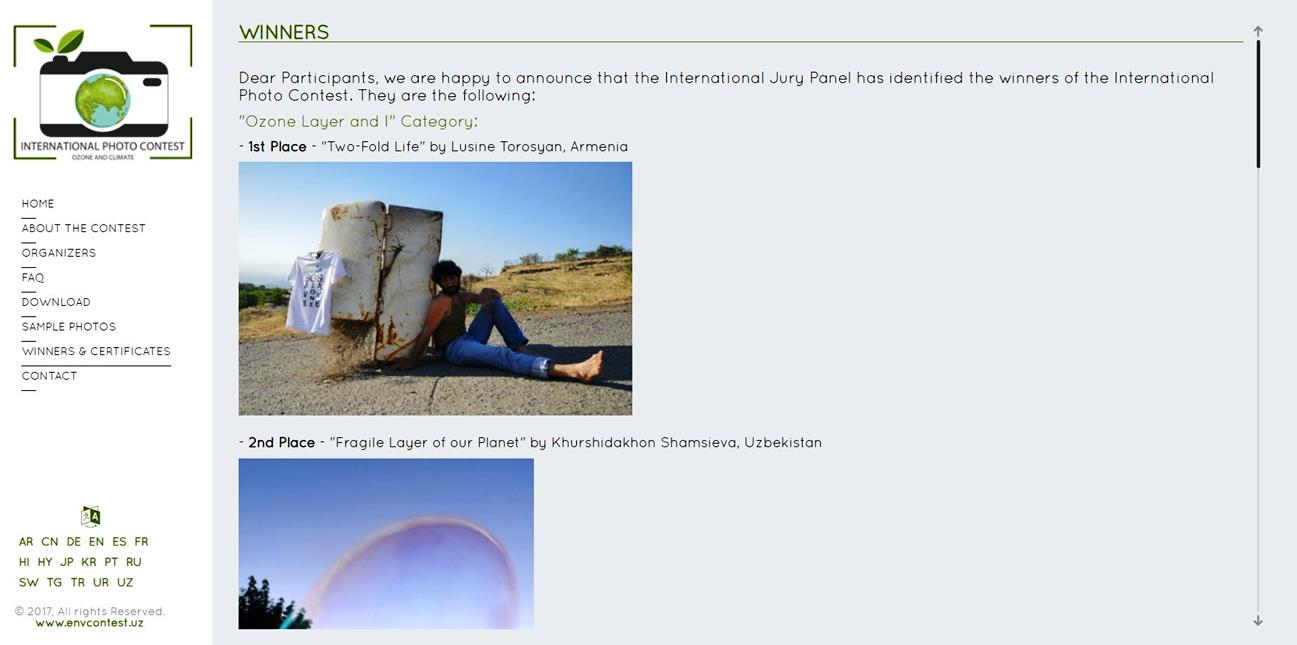 INTERNATIONAL PHOTO CONTEST
OZONE AND CLIMATE
HOME
ABOUT THE CONTEST
ORGANIZERS
FAQ
DOWNLOAD
SAMPLE PHOTOS
WINNERS & CERTIFICATES
CONTACT
AR CN DE EN ES FR
HI HY JP KR PT RU
SW TG TR UR UZ
© 2017, All rights Reserved.
www.envcontest.uz
WINNERS
Dear Participants, we are happy to announce that the International Jury Panel has identified the winners of the International
Photo Contest. They are the following:
"Ozone Layer and I" Category:
- 1st Place - "Two-Fold Life" by Lusine Torosyan, Armenia
- 2nd Place - "Fragile Layer of our Planet" by Khurshidakhon Shamsieva, Uzbekistan